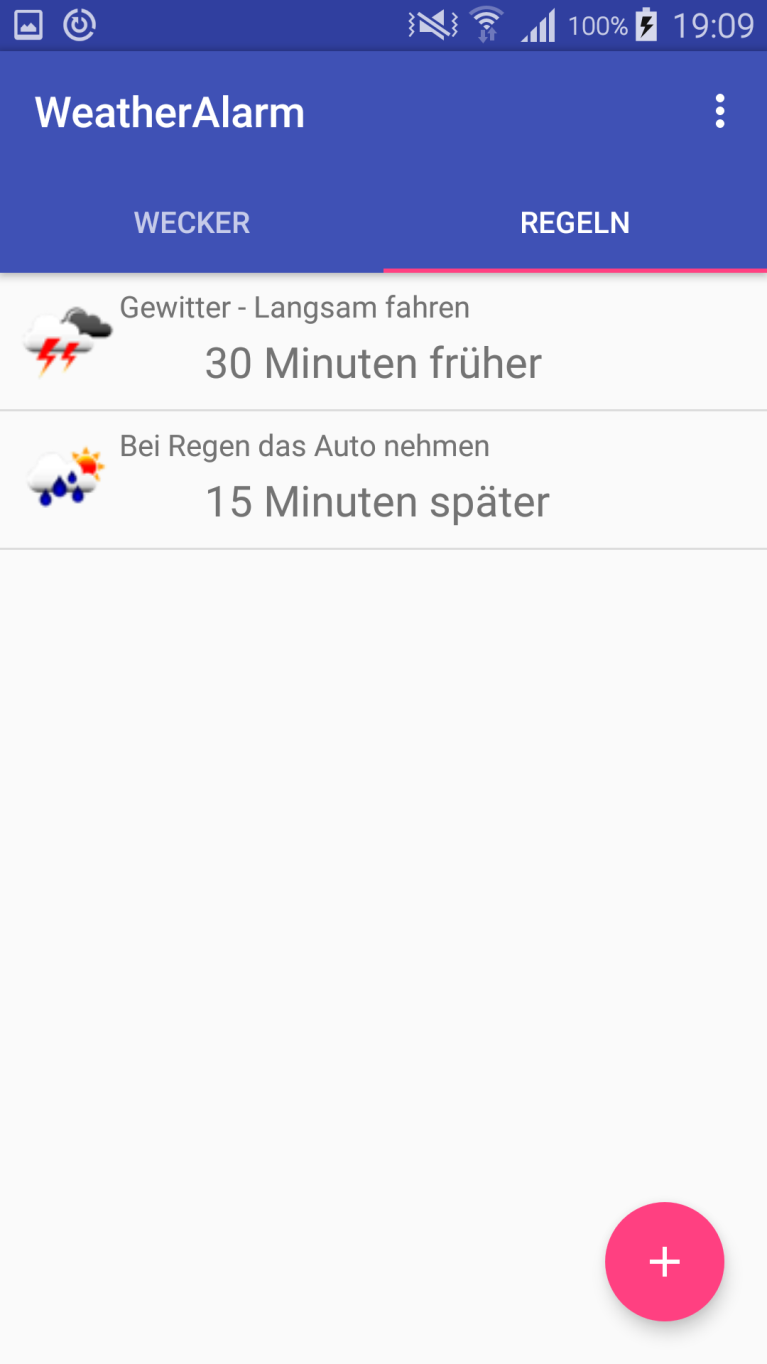 100% 19:09
WeatherAlarm
WECKER REGELN
Gewitter - Langsam fahren
30 Minuten früher
Bei Regen das Auto nehmen
15 Minuten später